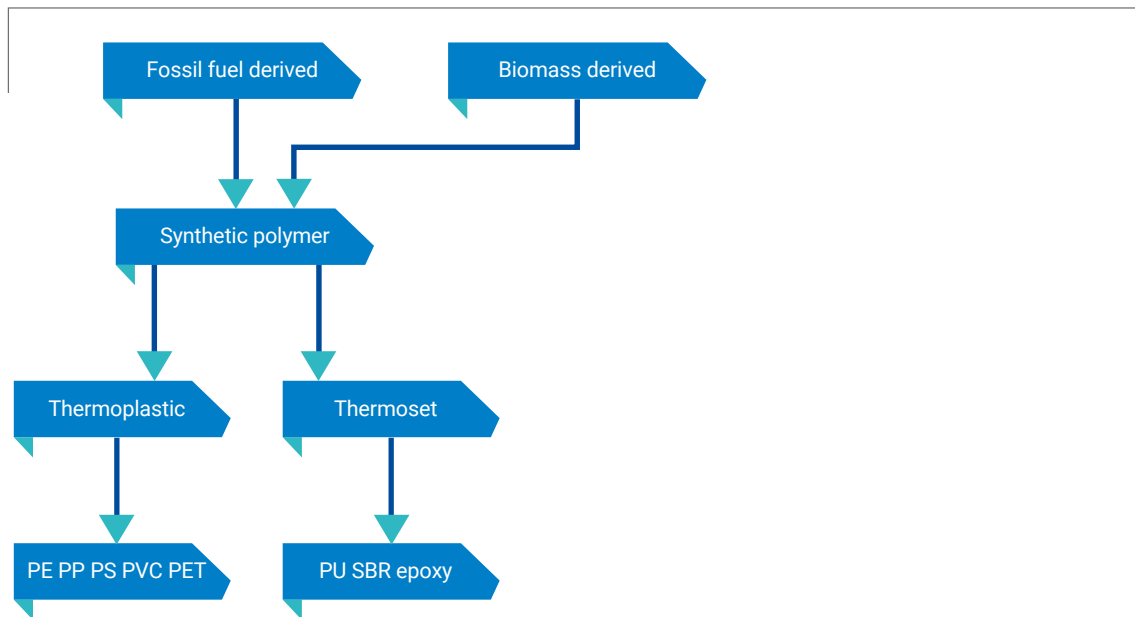 Fossil fuel derived
Biomass derived
Synthetic polymer
Thermoplastic
Thermoset
PE PP PS PVC PET
PU SBR epoxy